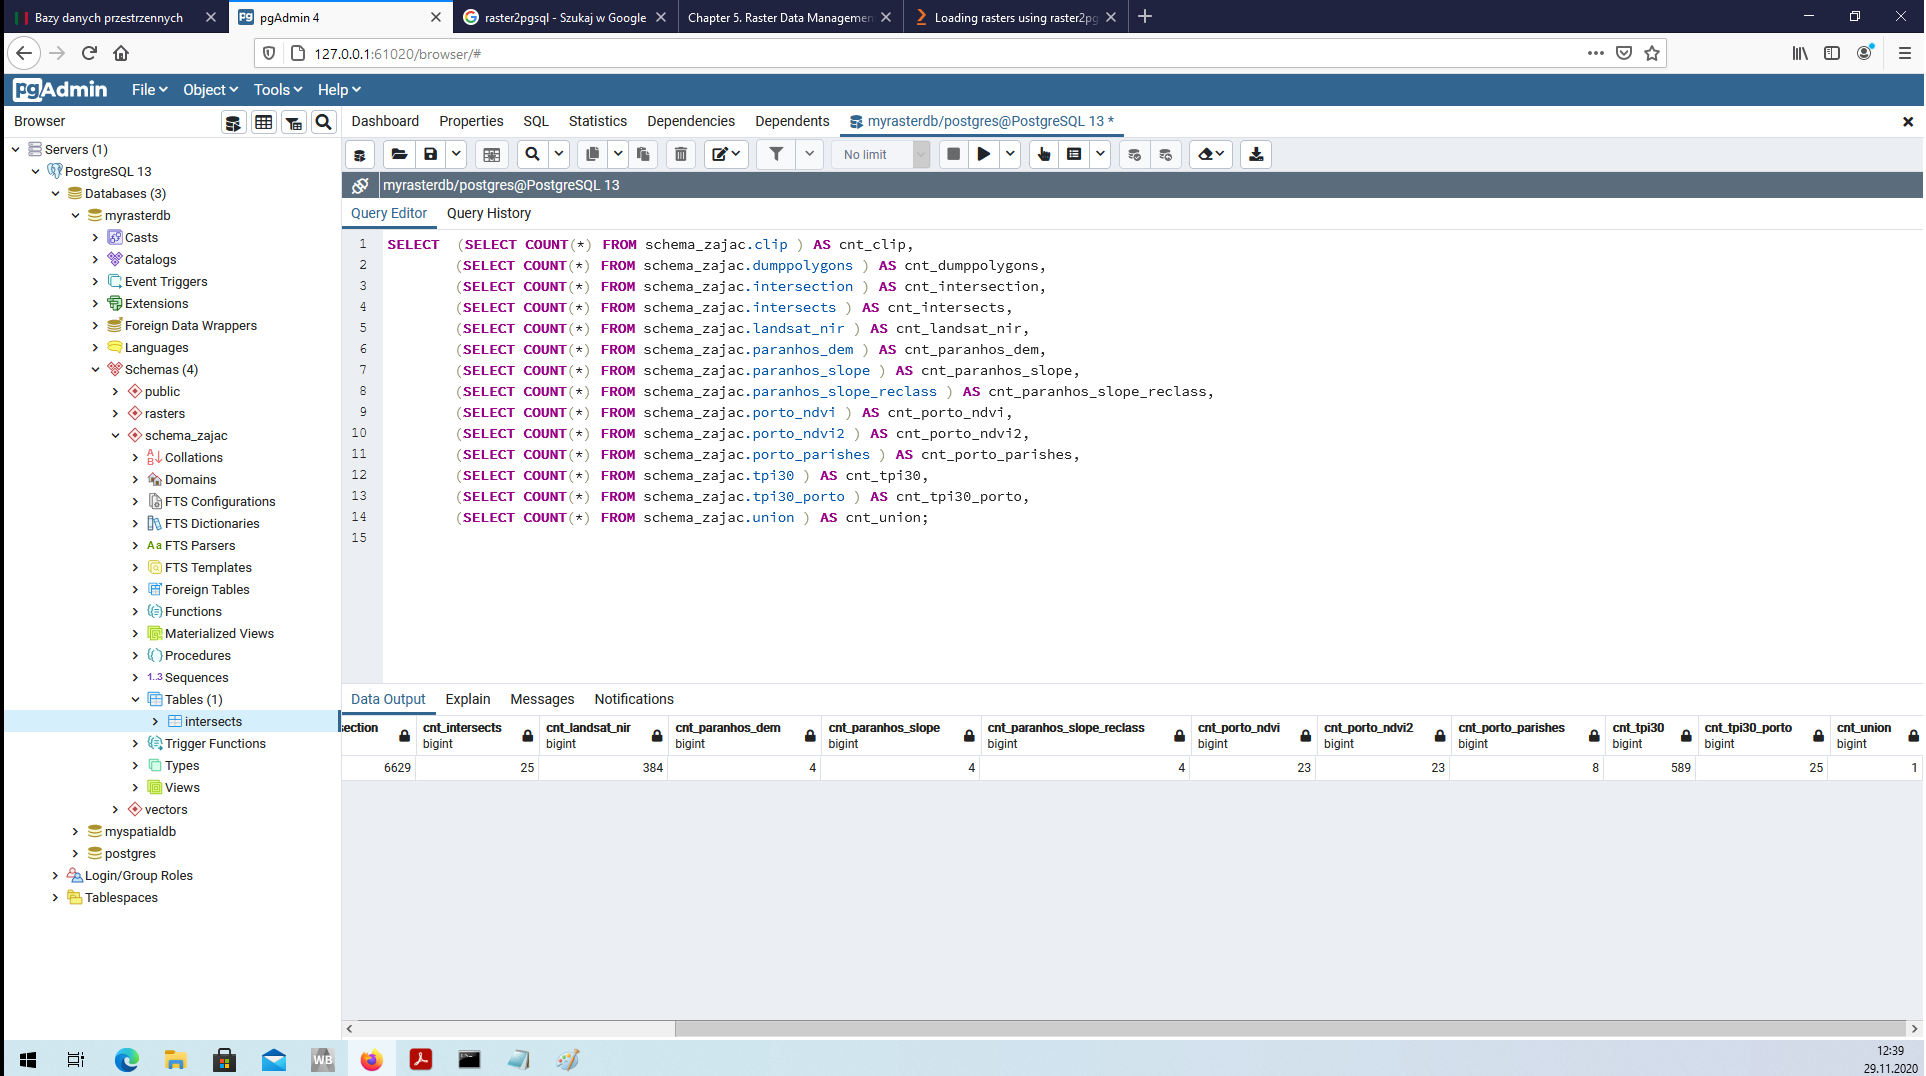 Bazy danych przestrzennych
pgAdmin 4
raster2pgsql - Szukaj w Google
Chapter 5. Raster Data Managemen
Loading rasters using raster2pg
127.0.0.1:61020/browser/#
pgAdmin
File
Object
Tools
Help
Browser
Dashboard
Properties
SQL
Statistics
Dependencies
Dependents
myrasterdb/postgres@PostgreSQL 13 *
No limit
myrasterdb/postgres@PostgreSQL 13
Query Editor
Query History
Servers (1)
PostgreSQL 13
Databases (3)
myrasterdb
Casts
Catalogs
Event Triggers
Extensions
Foreign Data Wrappers
Languages
Schemas (4)
public
rasters
schema_zajac
Collations
Domains
FTS Configurations
FTS Dictionaries
Aa FTS Parsers
FTS Templates
Foreign Tables
Functions
Materialized Views
Procedures
1..3 Sequences
Tables (1)
intersects
Trigger Functions
Types
Views
vectors
myspatialdb
postgres
Login/Group Roles
Tablespaces
1 SELECT (SELECT COUNT(*) FROM schema_zajac.clip ) AS cnt_clip,
2 (SELECT COUNT(*) FROM schema_zajac.dumppolygons ) AS cnt_dumppolygons,
3 (SELECT COUNT(*) FROM schema_zajac.intersection ) AS cnt_intersection,
4 (SELECT COUNT(*) FROM schema_zajac.intersects ) AS cnt_intersects,
5 (SELECT COUNT(*) FROM schema_zajac.landsat_nir ) AS cnt_landsat_nir,
6 (SELECT COUNT(*) FROM schema_zajac.paranhos_dem ) AS cnt_paranhos_dem,
7 (SELECT COUNT(*) FROM schema_zajac.paranhos_slope ) AS cnt_paranhos_slope,
8 (SELECT COUNT(*) FROM schema_zajac.paranhos_slope_reclass ) AS cnt_paranhos_slope_reclass,
9 (SELECT COUNT(*) FROM schema_zajac.porto_ndvi ) AS cnt_porto_ndvi,
10 (SELECT COUNT(*) FROM schema_zajac.porto_ndvi2 ) AS cnt_porto_ndvi2,
11 (SELECT COUNT(*) FROM schema_zajac.porto_parishes ) AS cnt_porto_parishes,
12 (SELECT COUNT(*) FROM schema_zajac.tpi30 ) AS cnt_tpi30,
13 (SELECT COUNT(*) FROM schema_zajac.tpi30_porto ) AS cnt_tpi30_porto,
14 (SELECT COUNT(*) FROM schema_zajac.union ) AS cnt_union;
15
Data Output
Explain
Messages
Notifications
section cnt_intersects cnt_landsat_nir cnt_paranhos_dem cnt_paranhos_slope cnt_paranhos_slope_reclass cnt_porto_ndvi cnt_porto_ndvi2 cnt_porto_parishes cnt_tpi30 cnt_tpi30_porto cnt_union
bigint bigint bigint bigint bigint bigint bigint bigint bigint bigint bigint
6629 25 384 4 4 4 23 23 8 589 25 1
WB
12:39
29.11.2020